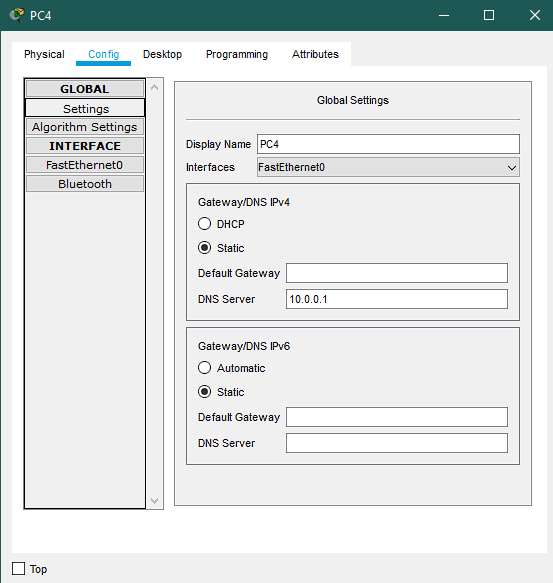 PC4
Physical Config Desktop Programming Attributes
GLOBAL
Settings
Algorithm Settings
INTERFACE
FastEthernet0
Bluetooth
Global Settings
Display Name PC4
Interfaces FastEthernet0
Gateway/DNS IPv4
DHCP
Static
Default Gateway
DNS Server 10.0.0.1
Gateway/DNS IPv6
Automatic
Static
Default Gateway
DNS Server
Top